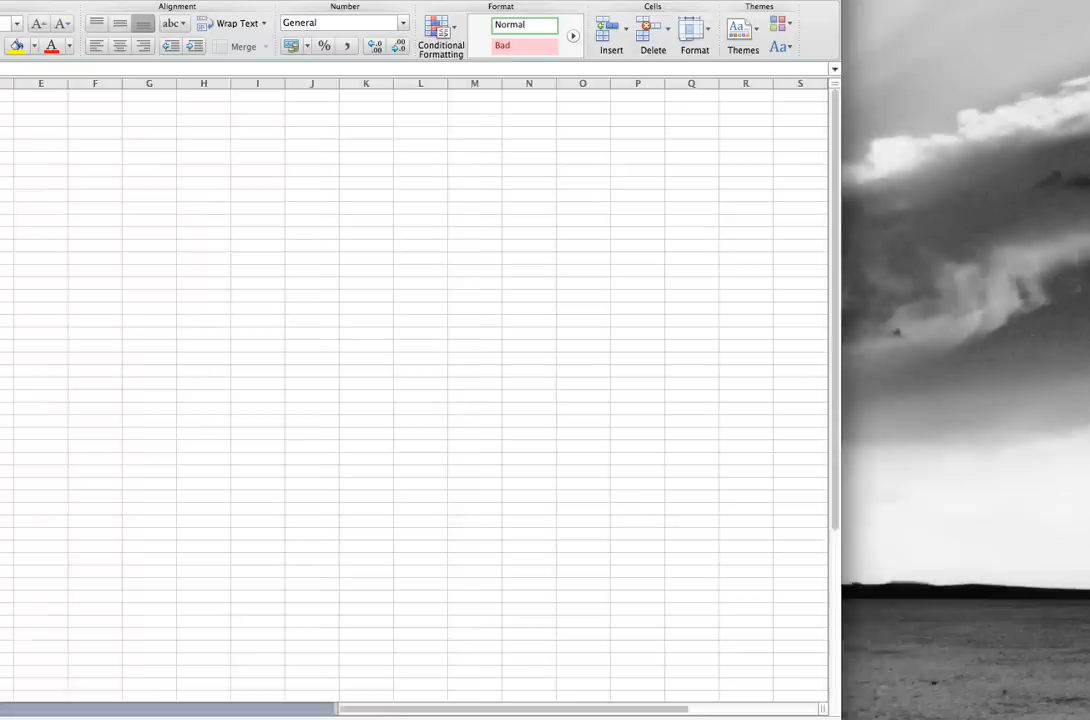 Alignment Number Format Cells Themes
A A abc Wrap Text General Normal
A Merge % Bad
Conditional Formatting Insert Delete Format Themes Aa
E F G H I J K L M N O P Q R S